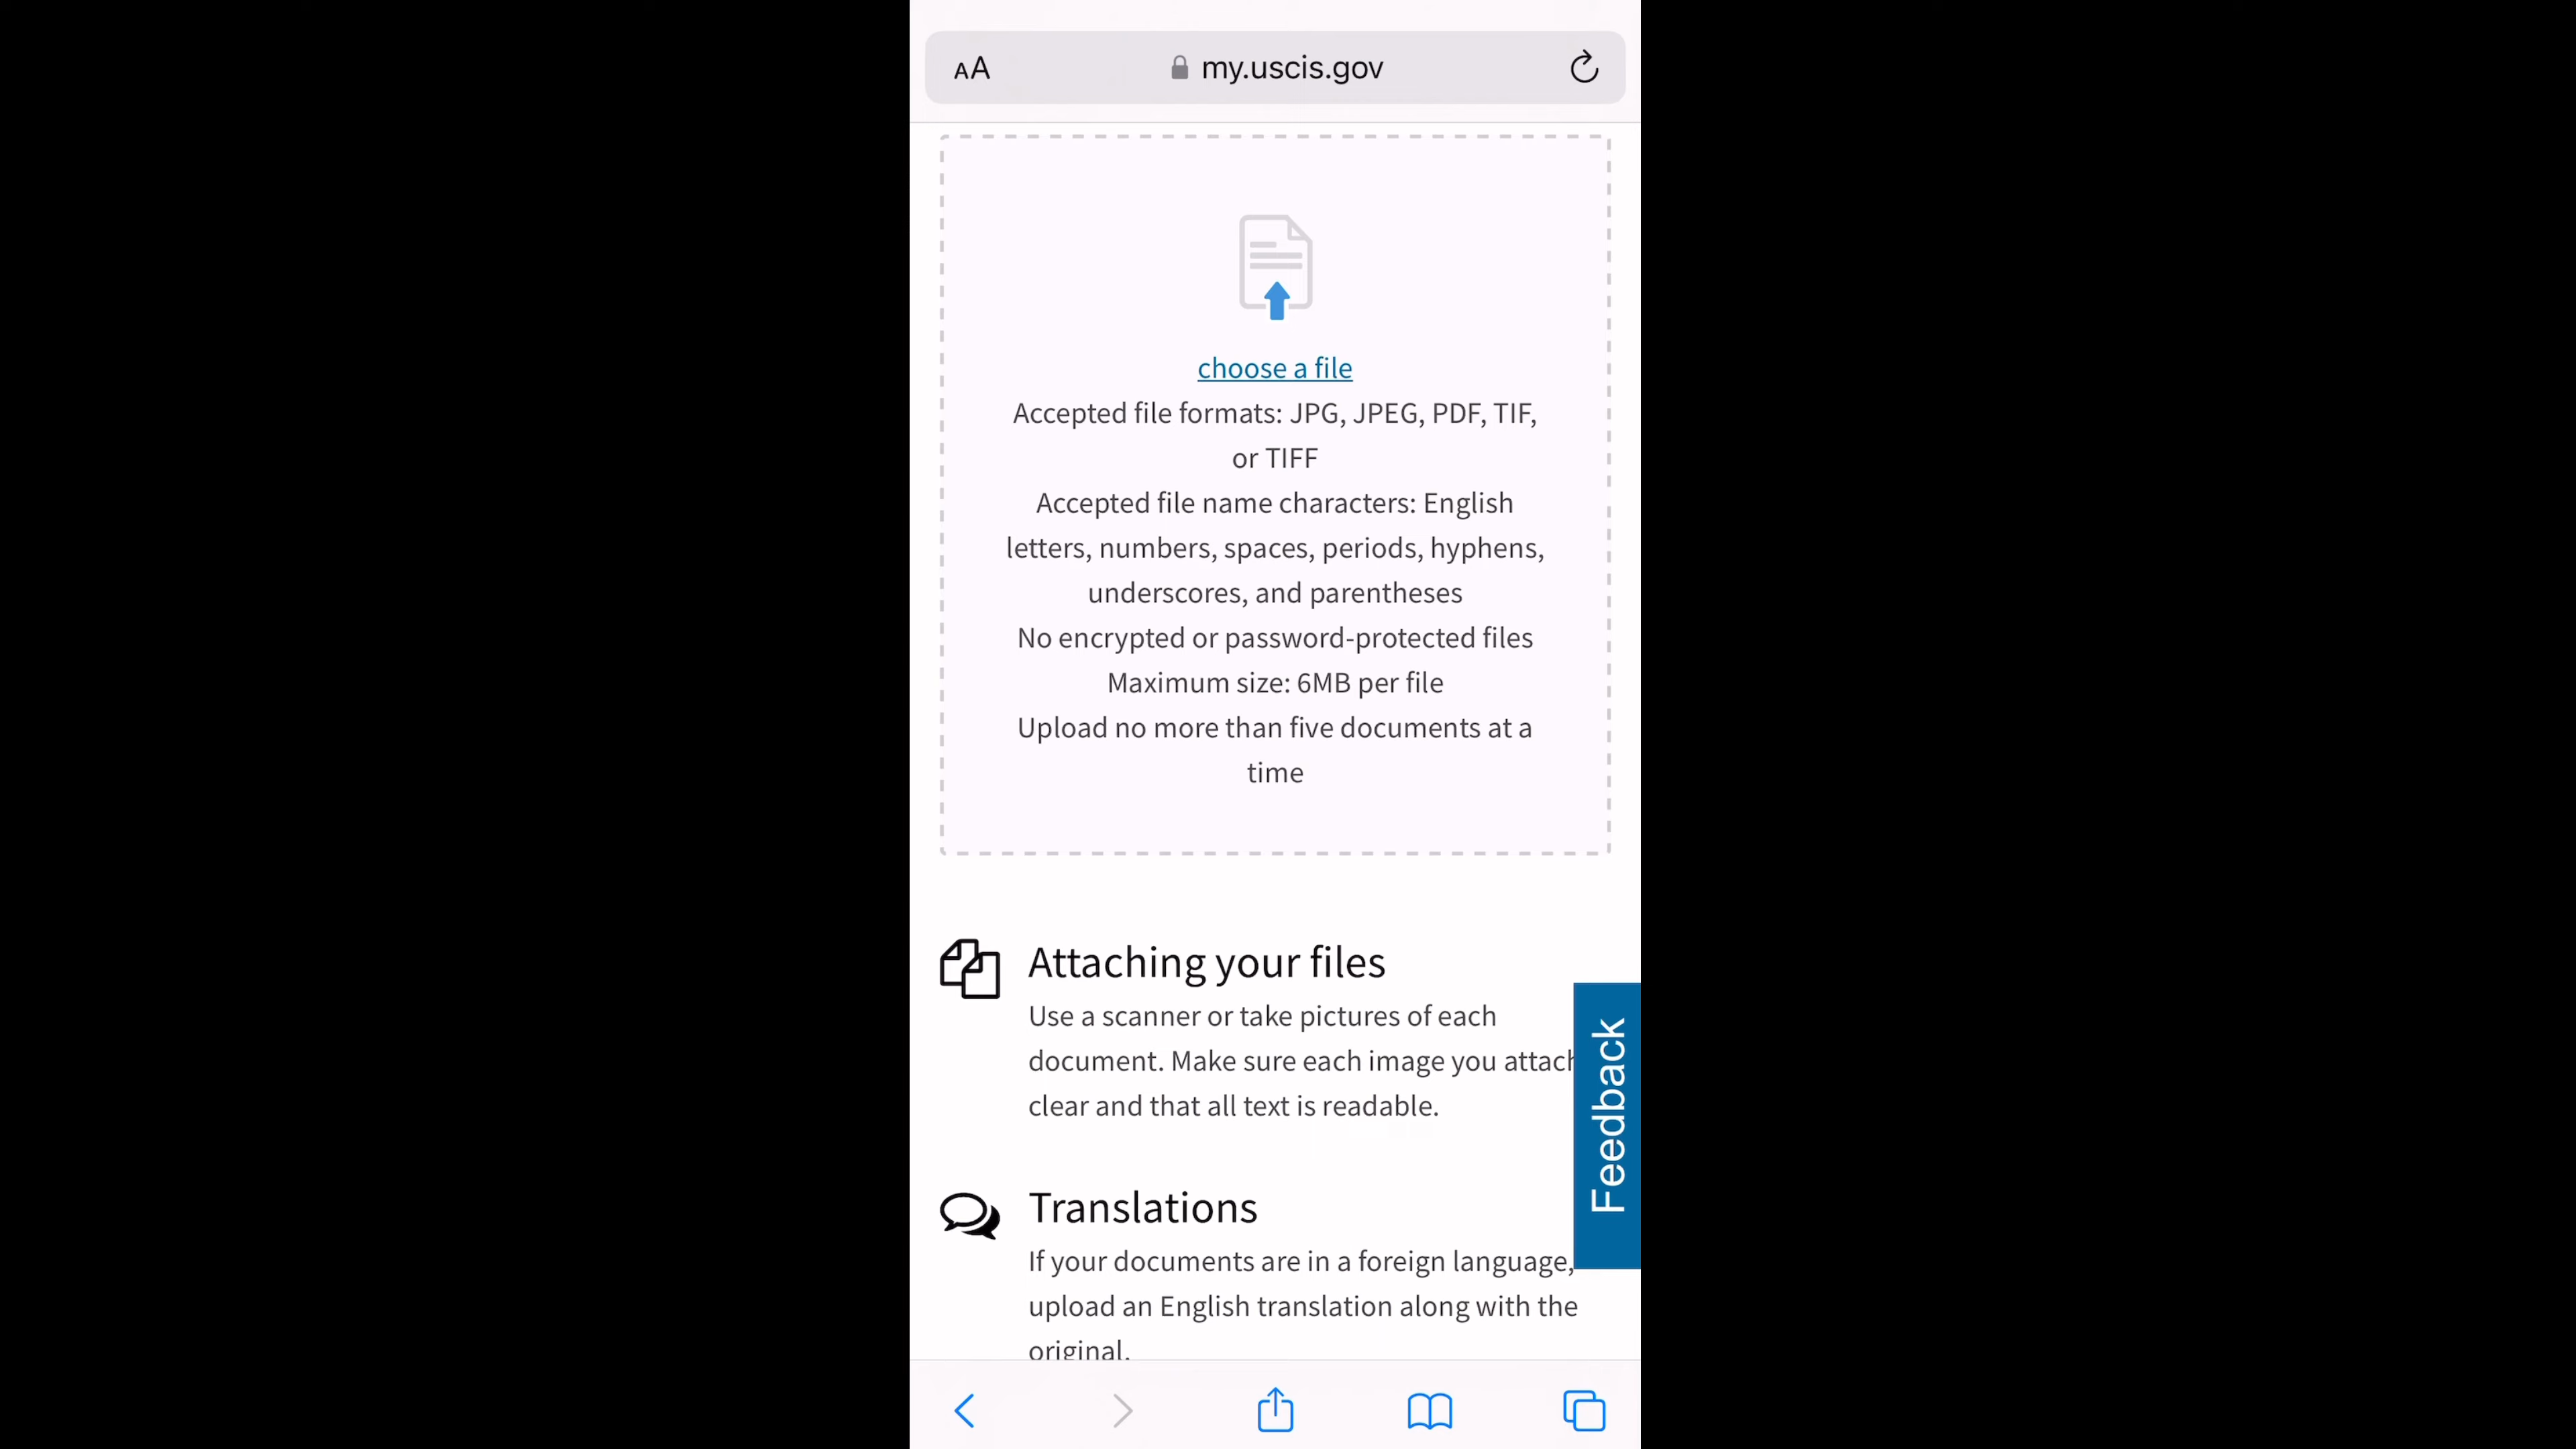 AA my.uscis.gov
choose a file
Accepted file formats: JPG, JPEG, PDF, TIF,
or TIFF
Accepted file name characters: English
letters, numbers, spaces, periods, hyphens,
underscores, and parentheses
No encrypted or password-protected files
Maximum size: 6MB per file
Upload no more than five documents at a
time
Attaching your files
Use a scanner or take pictures of each
document. Make sure each image you attach
clear and that all text is readable.
Feedback
Translations
If your documents are in a foreign language,
upload an English translation along with the
original.